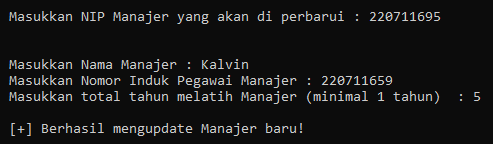 Masukkan NIP Manajer yang akan di perbarui : 220711695
Masukkan Nama Manajer : Kalvin
Masukkan Nomor Induk Pegawai Manajer : 220711659
Masukkan total tahun melatih Manajer (minimal 1 tahun)  : 5
[+] Berhasil mengupdate Manajer baru!